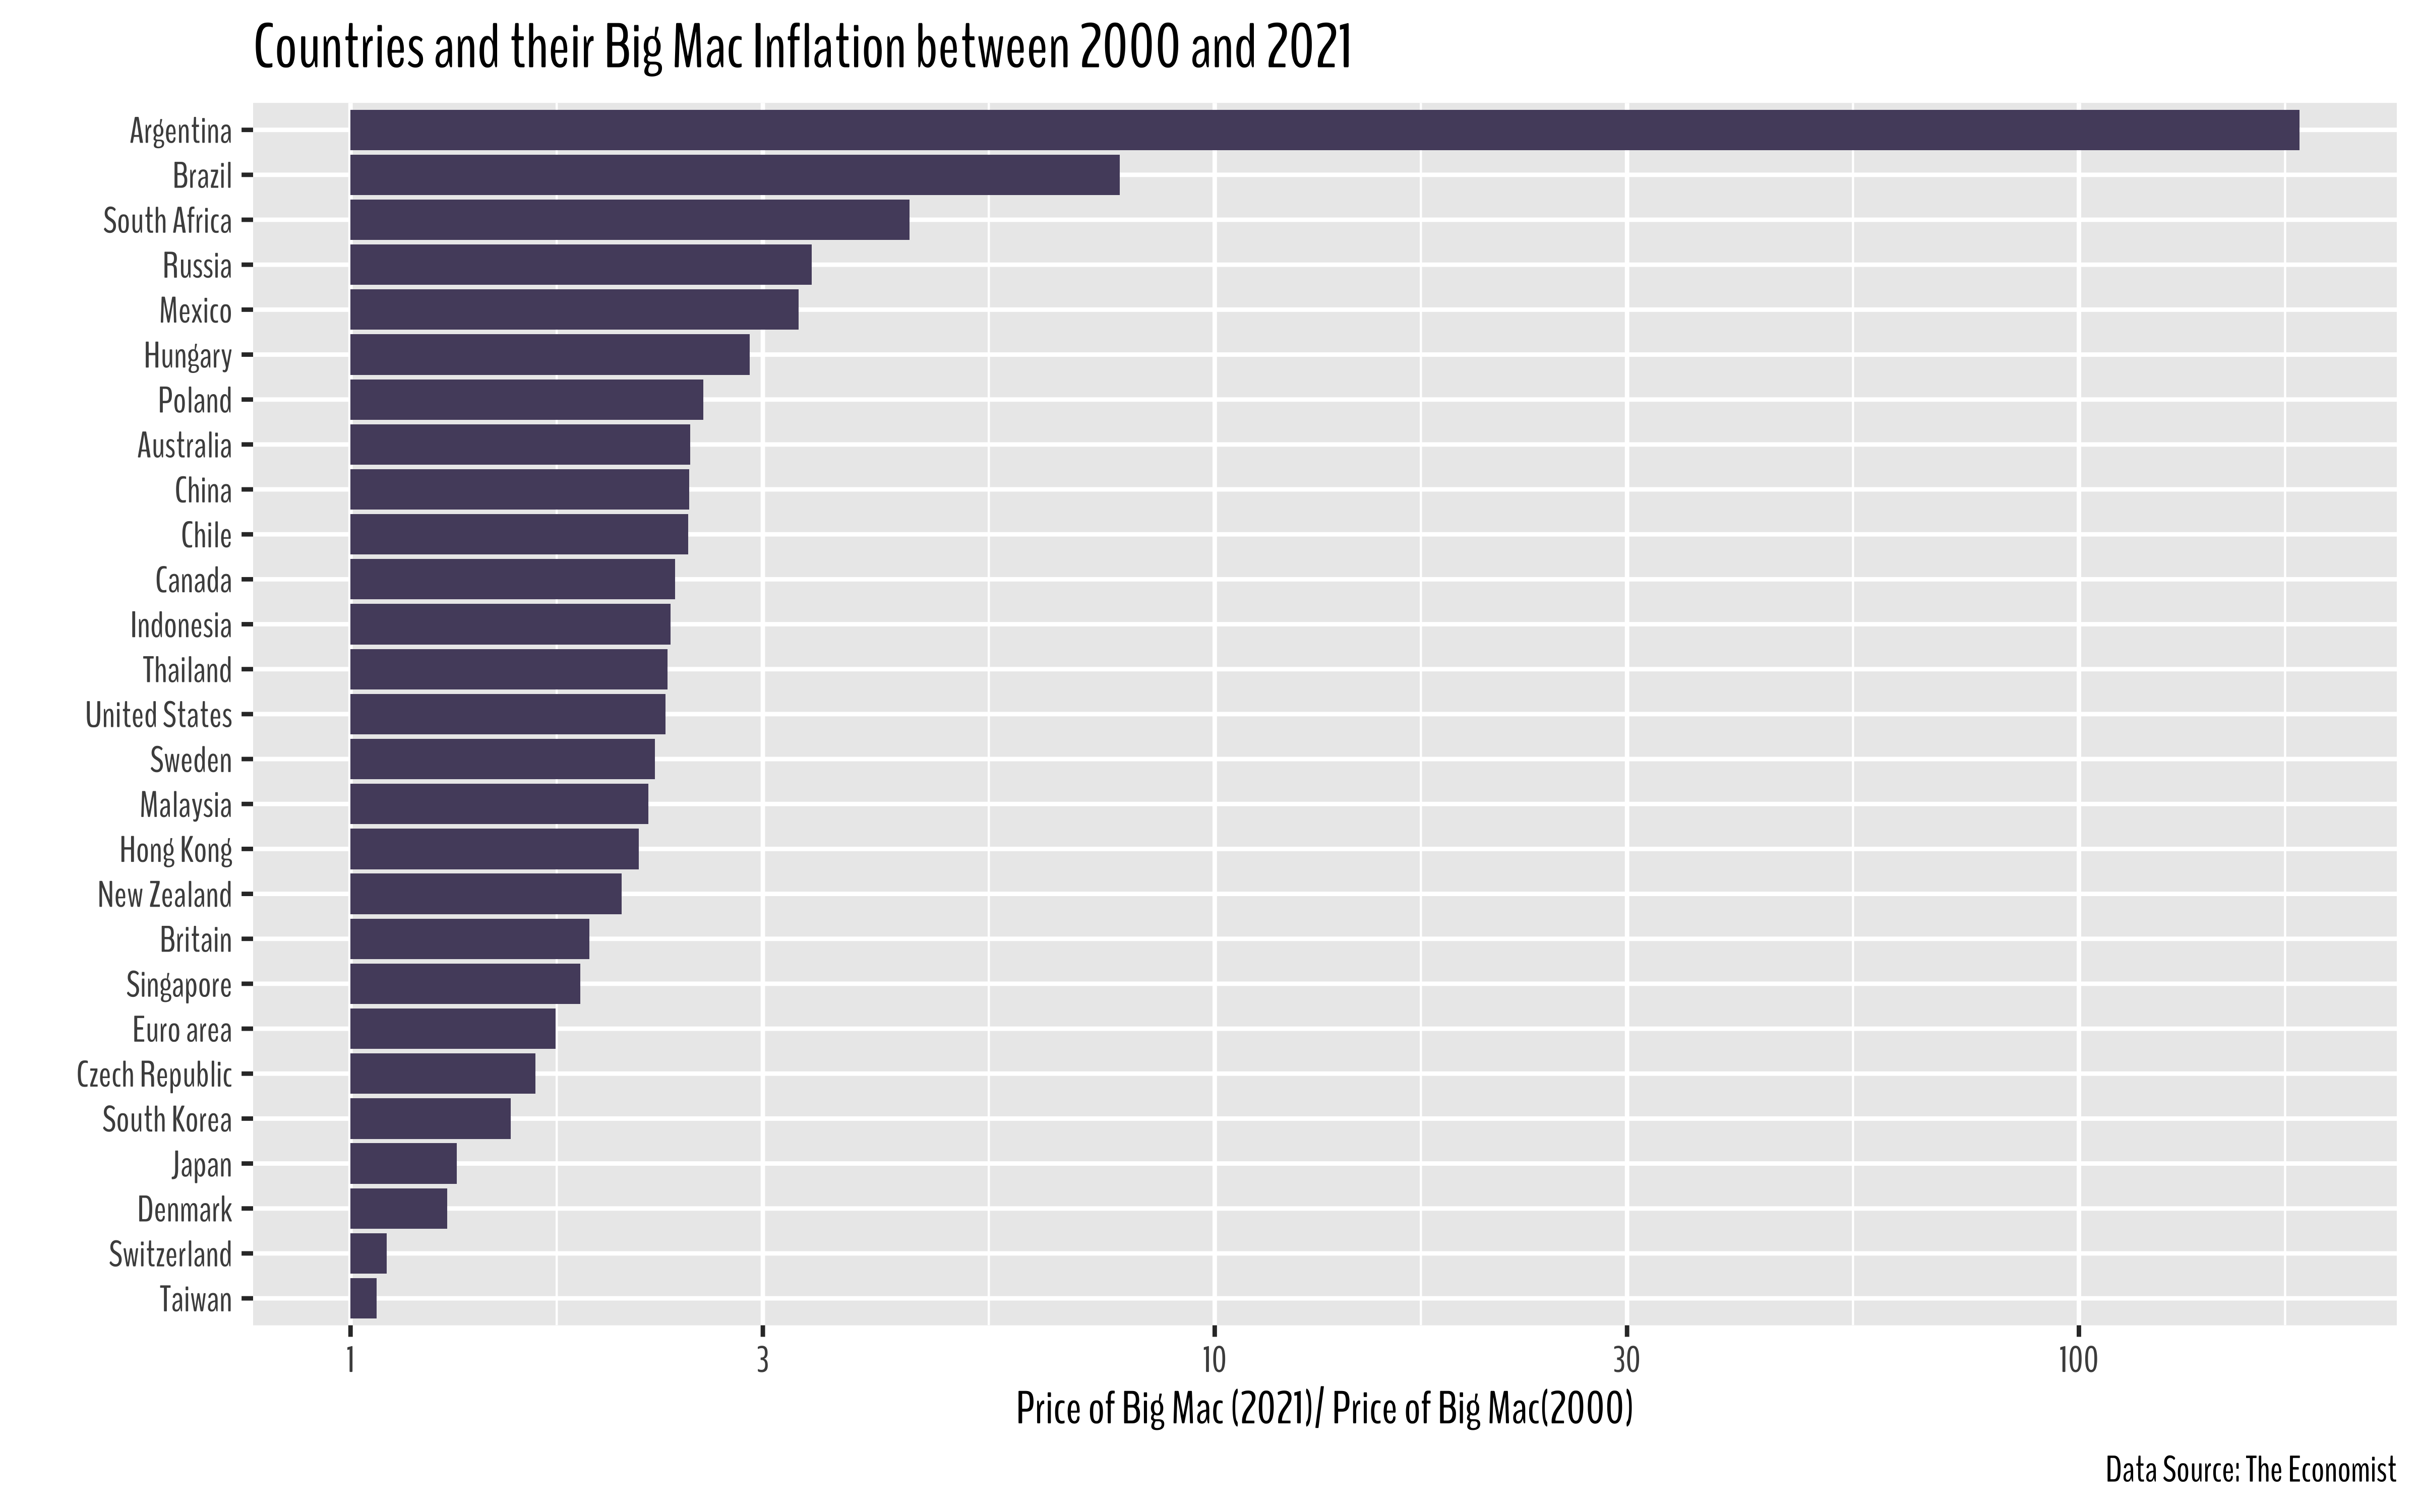 Countries and their Big Mac Inflation between 2000 and 2021
Argentina
Brazil
South Africa
Russia
Mexico
Hungary
Poland
Australia
China
Chile
Canada
Indonesia
Thailand
United States
Sweden
Malaysia
Hong Kong
New Zealand
Britain
Singapore
Euro area
Czech Republic
South Korea
Japan
Denmark
Switzerland
Taiwan
1 3 10 30 100
Price of Big Mac (2021)/ Price of Big Mac(2000)
Data Source: The Economist